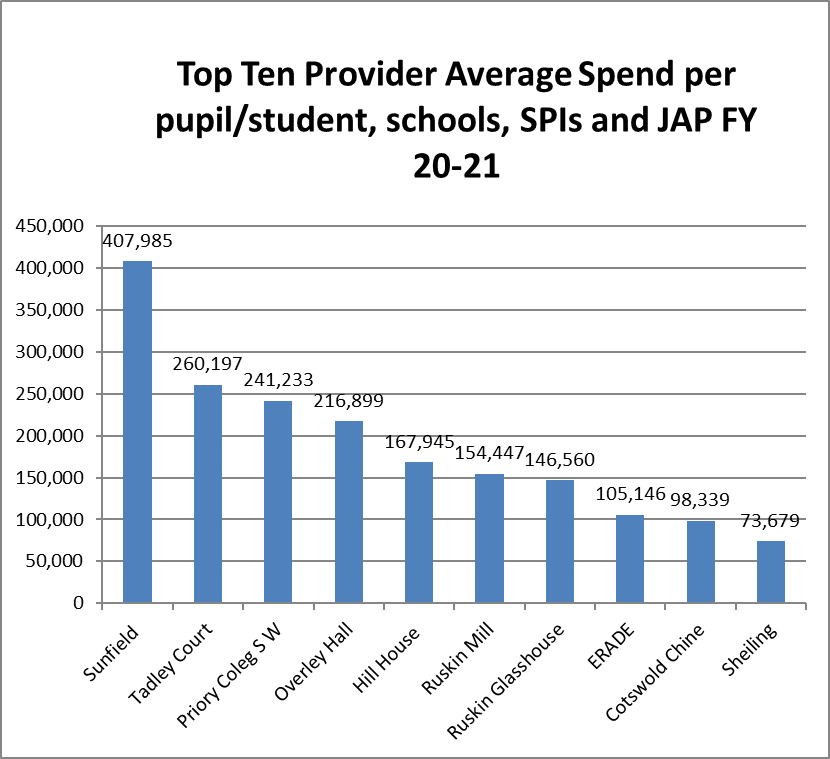 Top Ten Provider Average Spend per
pupil/student, schools, SPIs and JAP FY
20-21
450,000
400,000
350,000
300,000
250,000
200,000
150,000
100,000
50,000
0
407,985
260,197
241,233
216,899
167,945
154,447
146,560
105,146
98,339
73,679
Sunfield
Tadley Court
Priory Coleg S W
Overley Hall
Hill House
Ruskin Mill
Ruskin Glasshouse
ERADE
Cotswold Chine
Sheiling